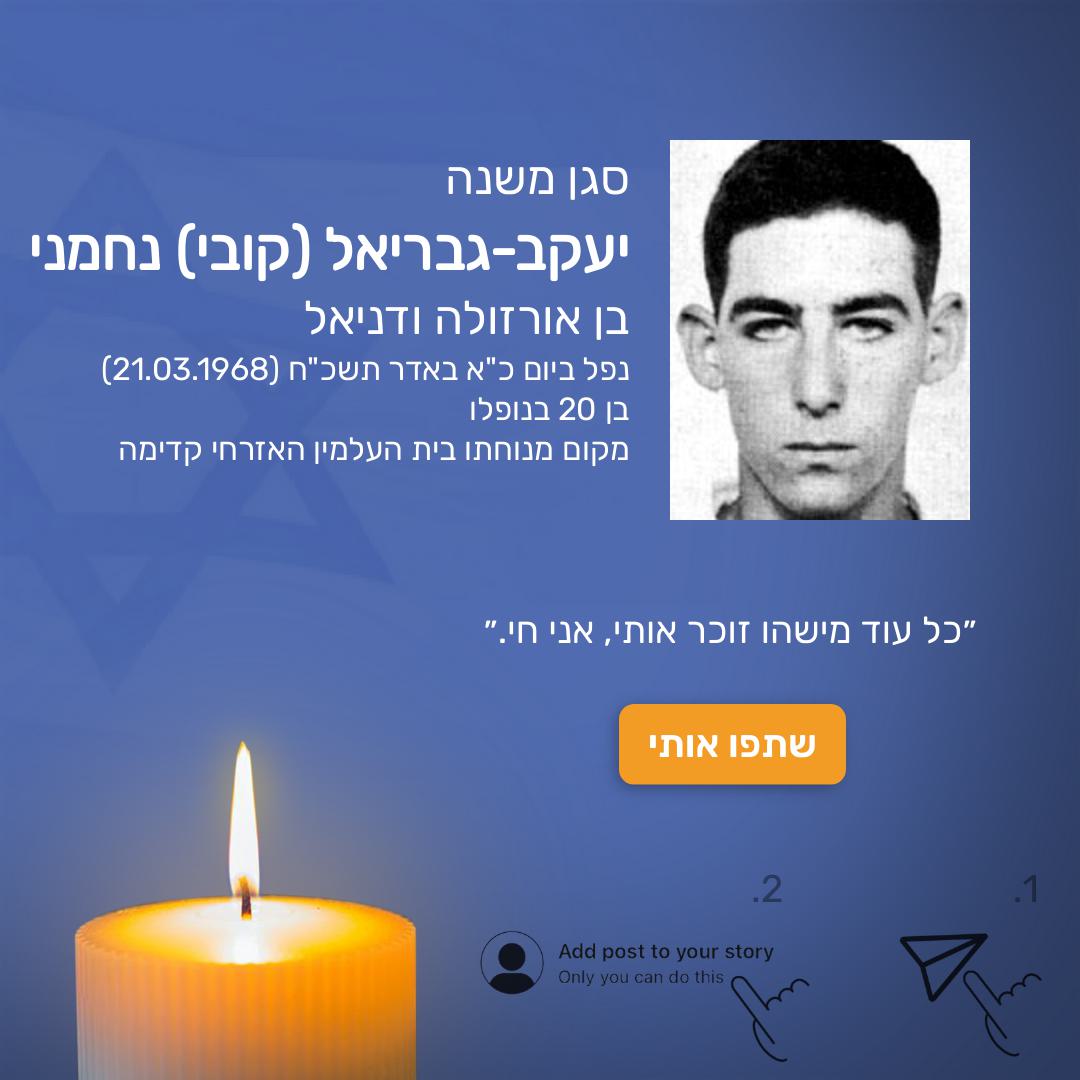 סגן משנה
יעקב-גבריאל (קובי) נחמני
בן אורזולה ודניאל
נפל ביום כ"א באדר תשכ"ח (21.03.1968)
בן 20 בנופלו
מקום מנוחתו בית העלמין האזרחי קדימה
״כל עוד מישהו זוכר אותי, אני חי.״
שתפו אותי
.1
.2
Add post to your story
Only you can do this